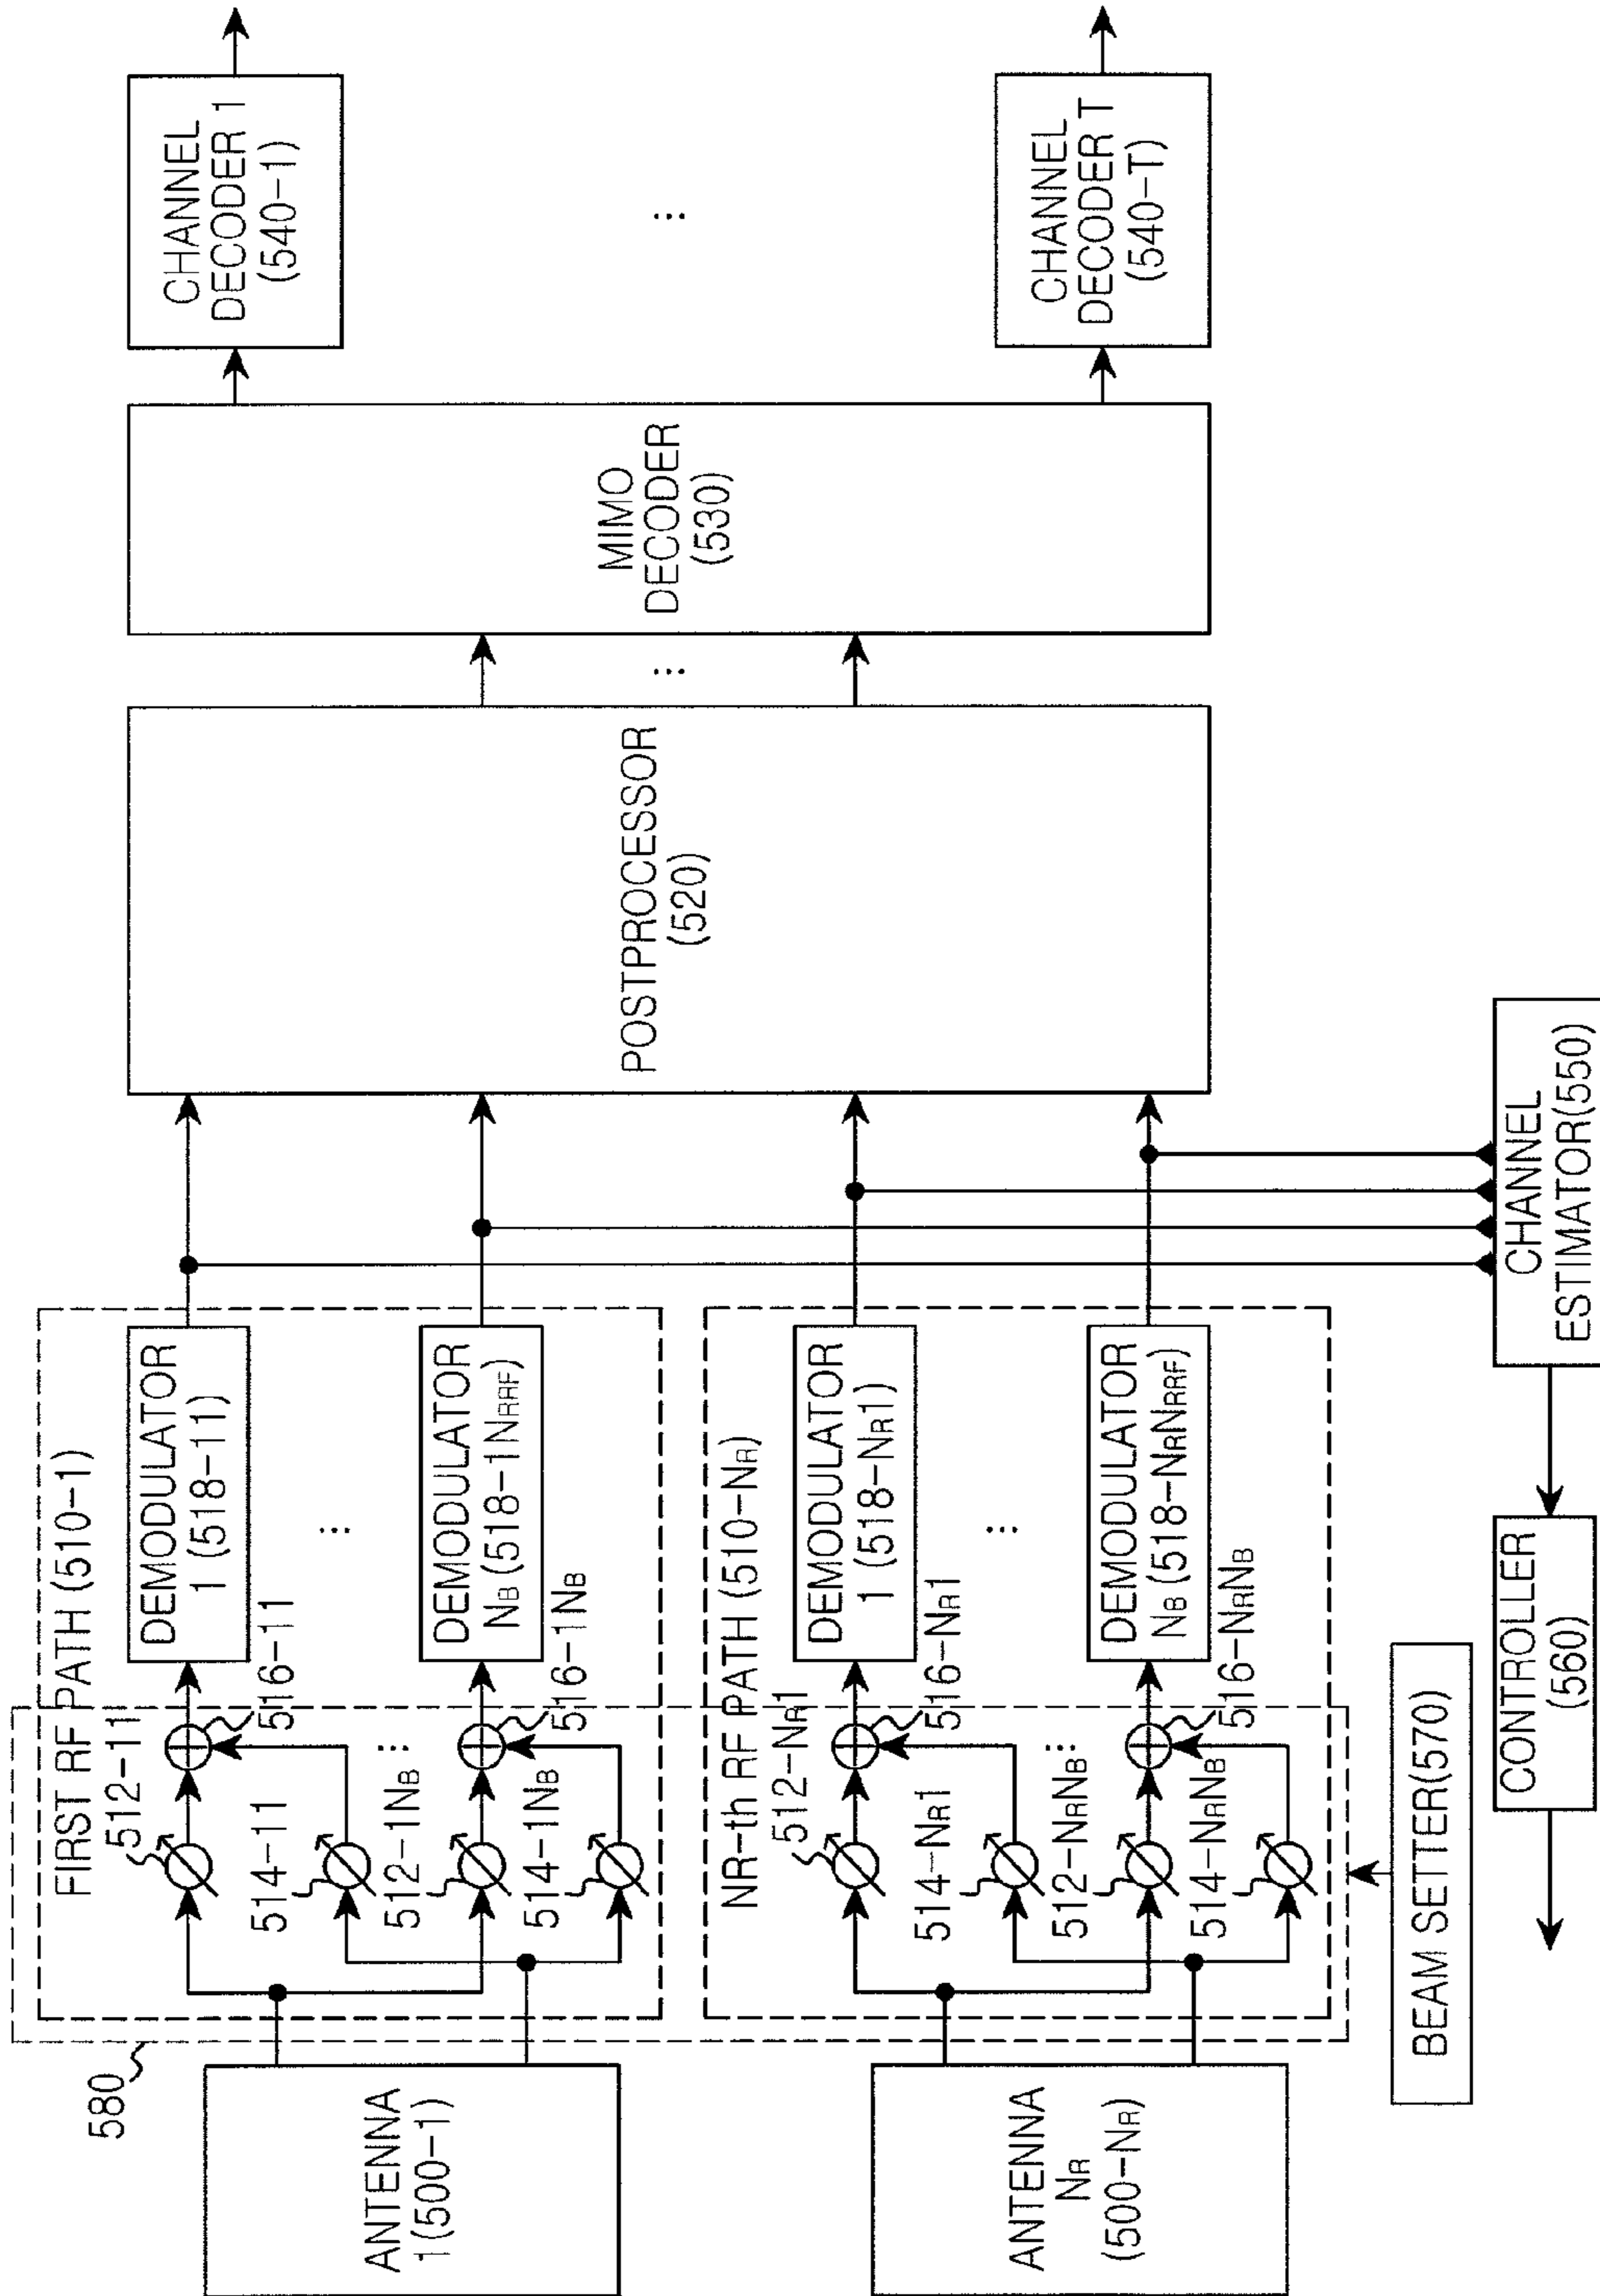 580
ANTENNA
1(500-1)
FIRST RF PATH (510-1)
512-11
514-11
512-1NB
514-1NB
...
516-11
516-1NB
DEMODULATOR
1 (518-11)
...
DEMODULATOR
NB (518-1NRRF)
ANTENNA
NR
(500-NR)
NR-th RF PATH (510-NR)
512-NR1
514-NR1
512-NRNB
514-NRNB
...
516-NR1
516-NRNB
DEMODULATOR
1 (518-NR1)
...
DEMODULATOR
NB (518-NRNRRF)
BEAM SETTER(570)
CONTROLLER
(560)
CHANNEL
ESTIMATOR(550)
POSTPROCESSOR
(520)
...
MIMO
DECODER
(530)
CHANNEL
DECODER 1
(540-1)
...
CHANNEL
DECODER T
(540-T)